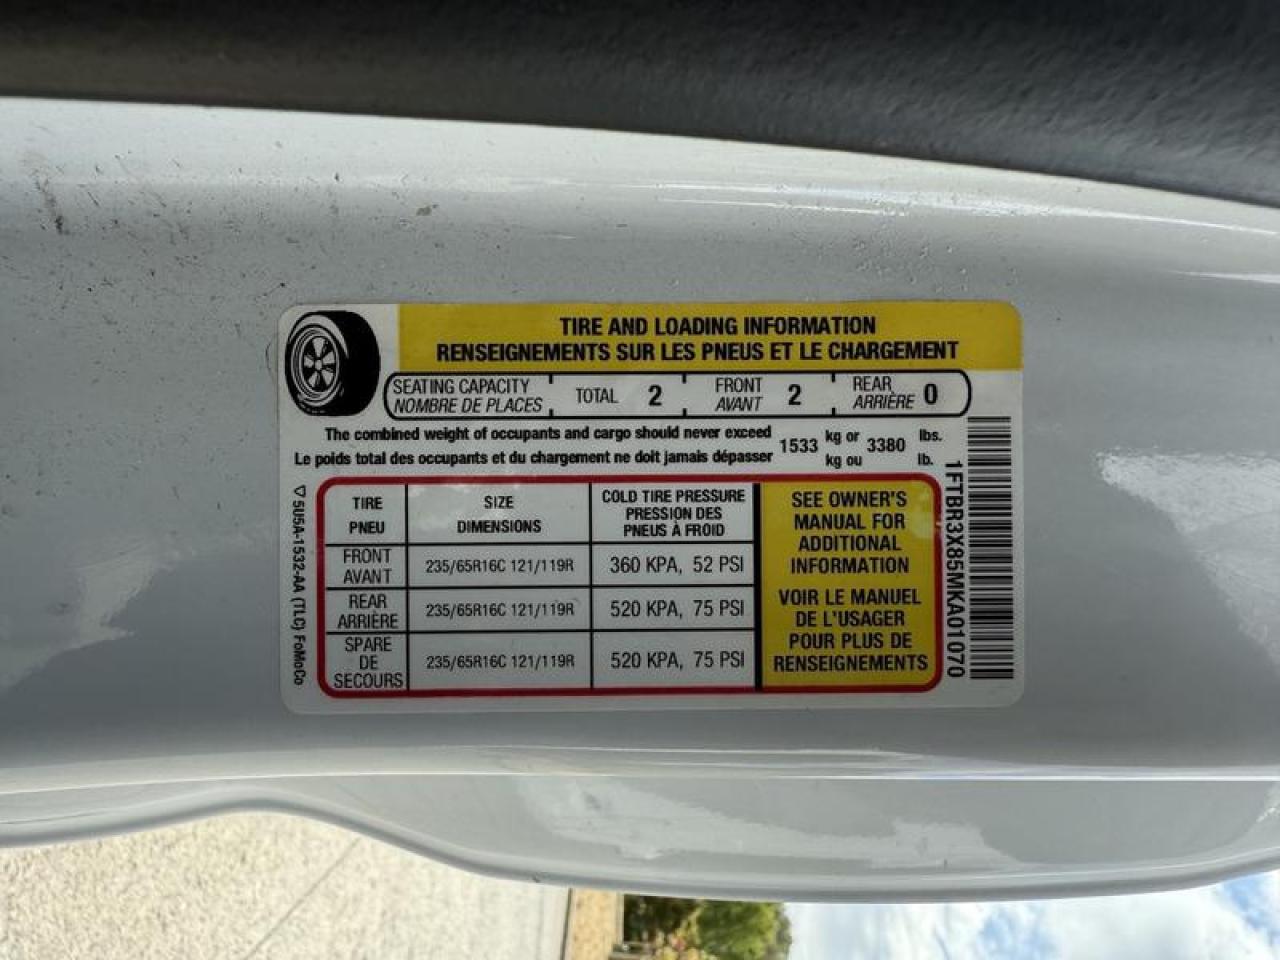 TIRE AND LOADING INFORMATION
RENSEIGNEMENTS SUR LES PNEUS ET LE CHARGEMENT
SEATING CAPACITY
NOMBRE DE PLACES
TOTAL 2
FRONT
AVANT
2
REAR
ARRIÈRE
0
The combined weight of occupants and cargo should never exceed
Le poids total des occupants et du chargement ne doit jamais dépasser
1533
kg or
kg ou
3380
lbs.
lb.
TIRE
PNEU
SIZE
DIMENSIONS
COLD TIRE PRESSURE
PRESSION DES
PNEUS À FROID
FRONT
AVANT
235/65R16C 121/119R
360 KPA, 52 PSI
REAR
ARRIÈRE
235/65R16C 121/119R
520 KPA, 75 PSI
SPARE
DE
SECOURS
235/65R16C 121/119R
520 KPA, 75 PSI
SEE OWNER'S
MANUAL FOR
ADDITIONAL
INFORMATION
VOIR LE MANUEL
DE L'USAGER
POUR PLUS DE
RENSEIGNEMENTS
5U5A-1532-AA (TLC) FoMoCo
1FTBR3X85MKA01070